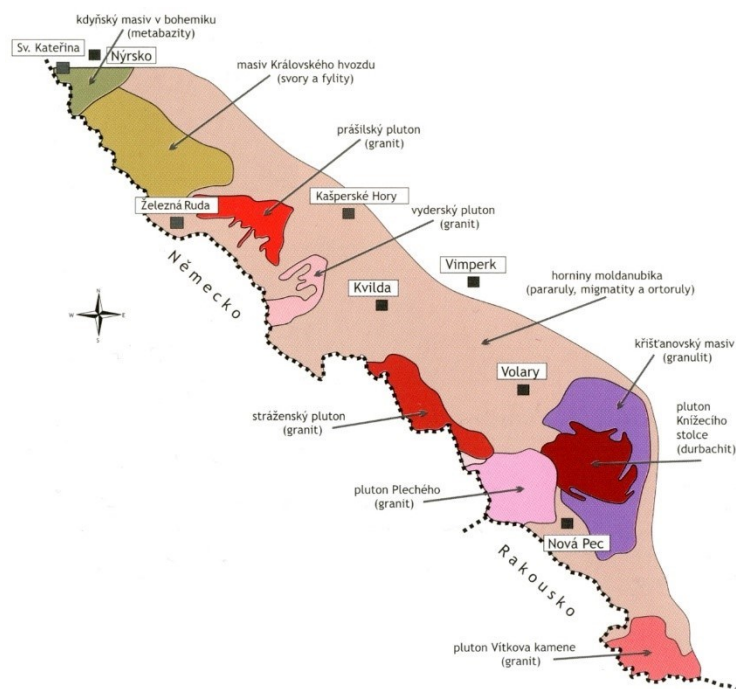 kdyňský masiv v bohemiku
(metabazity)
Sv. Kateřina
Nýrsko
masiv Královského hvozdu
(svory a fylity)
prášilský pluton
(granit)
Železná Ruda
Kašperské Hory
vyderský pluton
(granit)
Německo
Vimperk
Kvilda
horniny moldanubika
(pararuly, migmatity a ortoruly)
N
W
E
S
křišťanovský masiv
(granulit)
Volary
stráženský pluton
(granit)
pluton
Knížecího
stolce
(durbachit)
pluton Plechého
(granit)
Nová Pec
Rakousko
pluton Vítkova kamene
(granit)